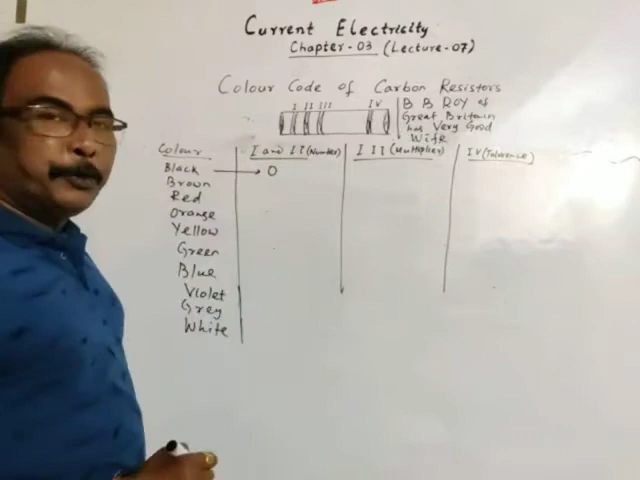 Current Electricity
Chapter-03 (Lecture-07)
Colour Code of Carbon Resistors
I II III IV
B B ROY of
Great Britain
has Very Good
Wife
Colour
I and II (Number)
III (Multiplier)
IV (Tolerance)
Black → 0
Brown
Red
Orange
Yellow
Green
Blue
Violet
Grey
White